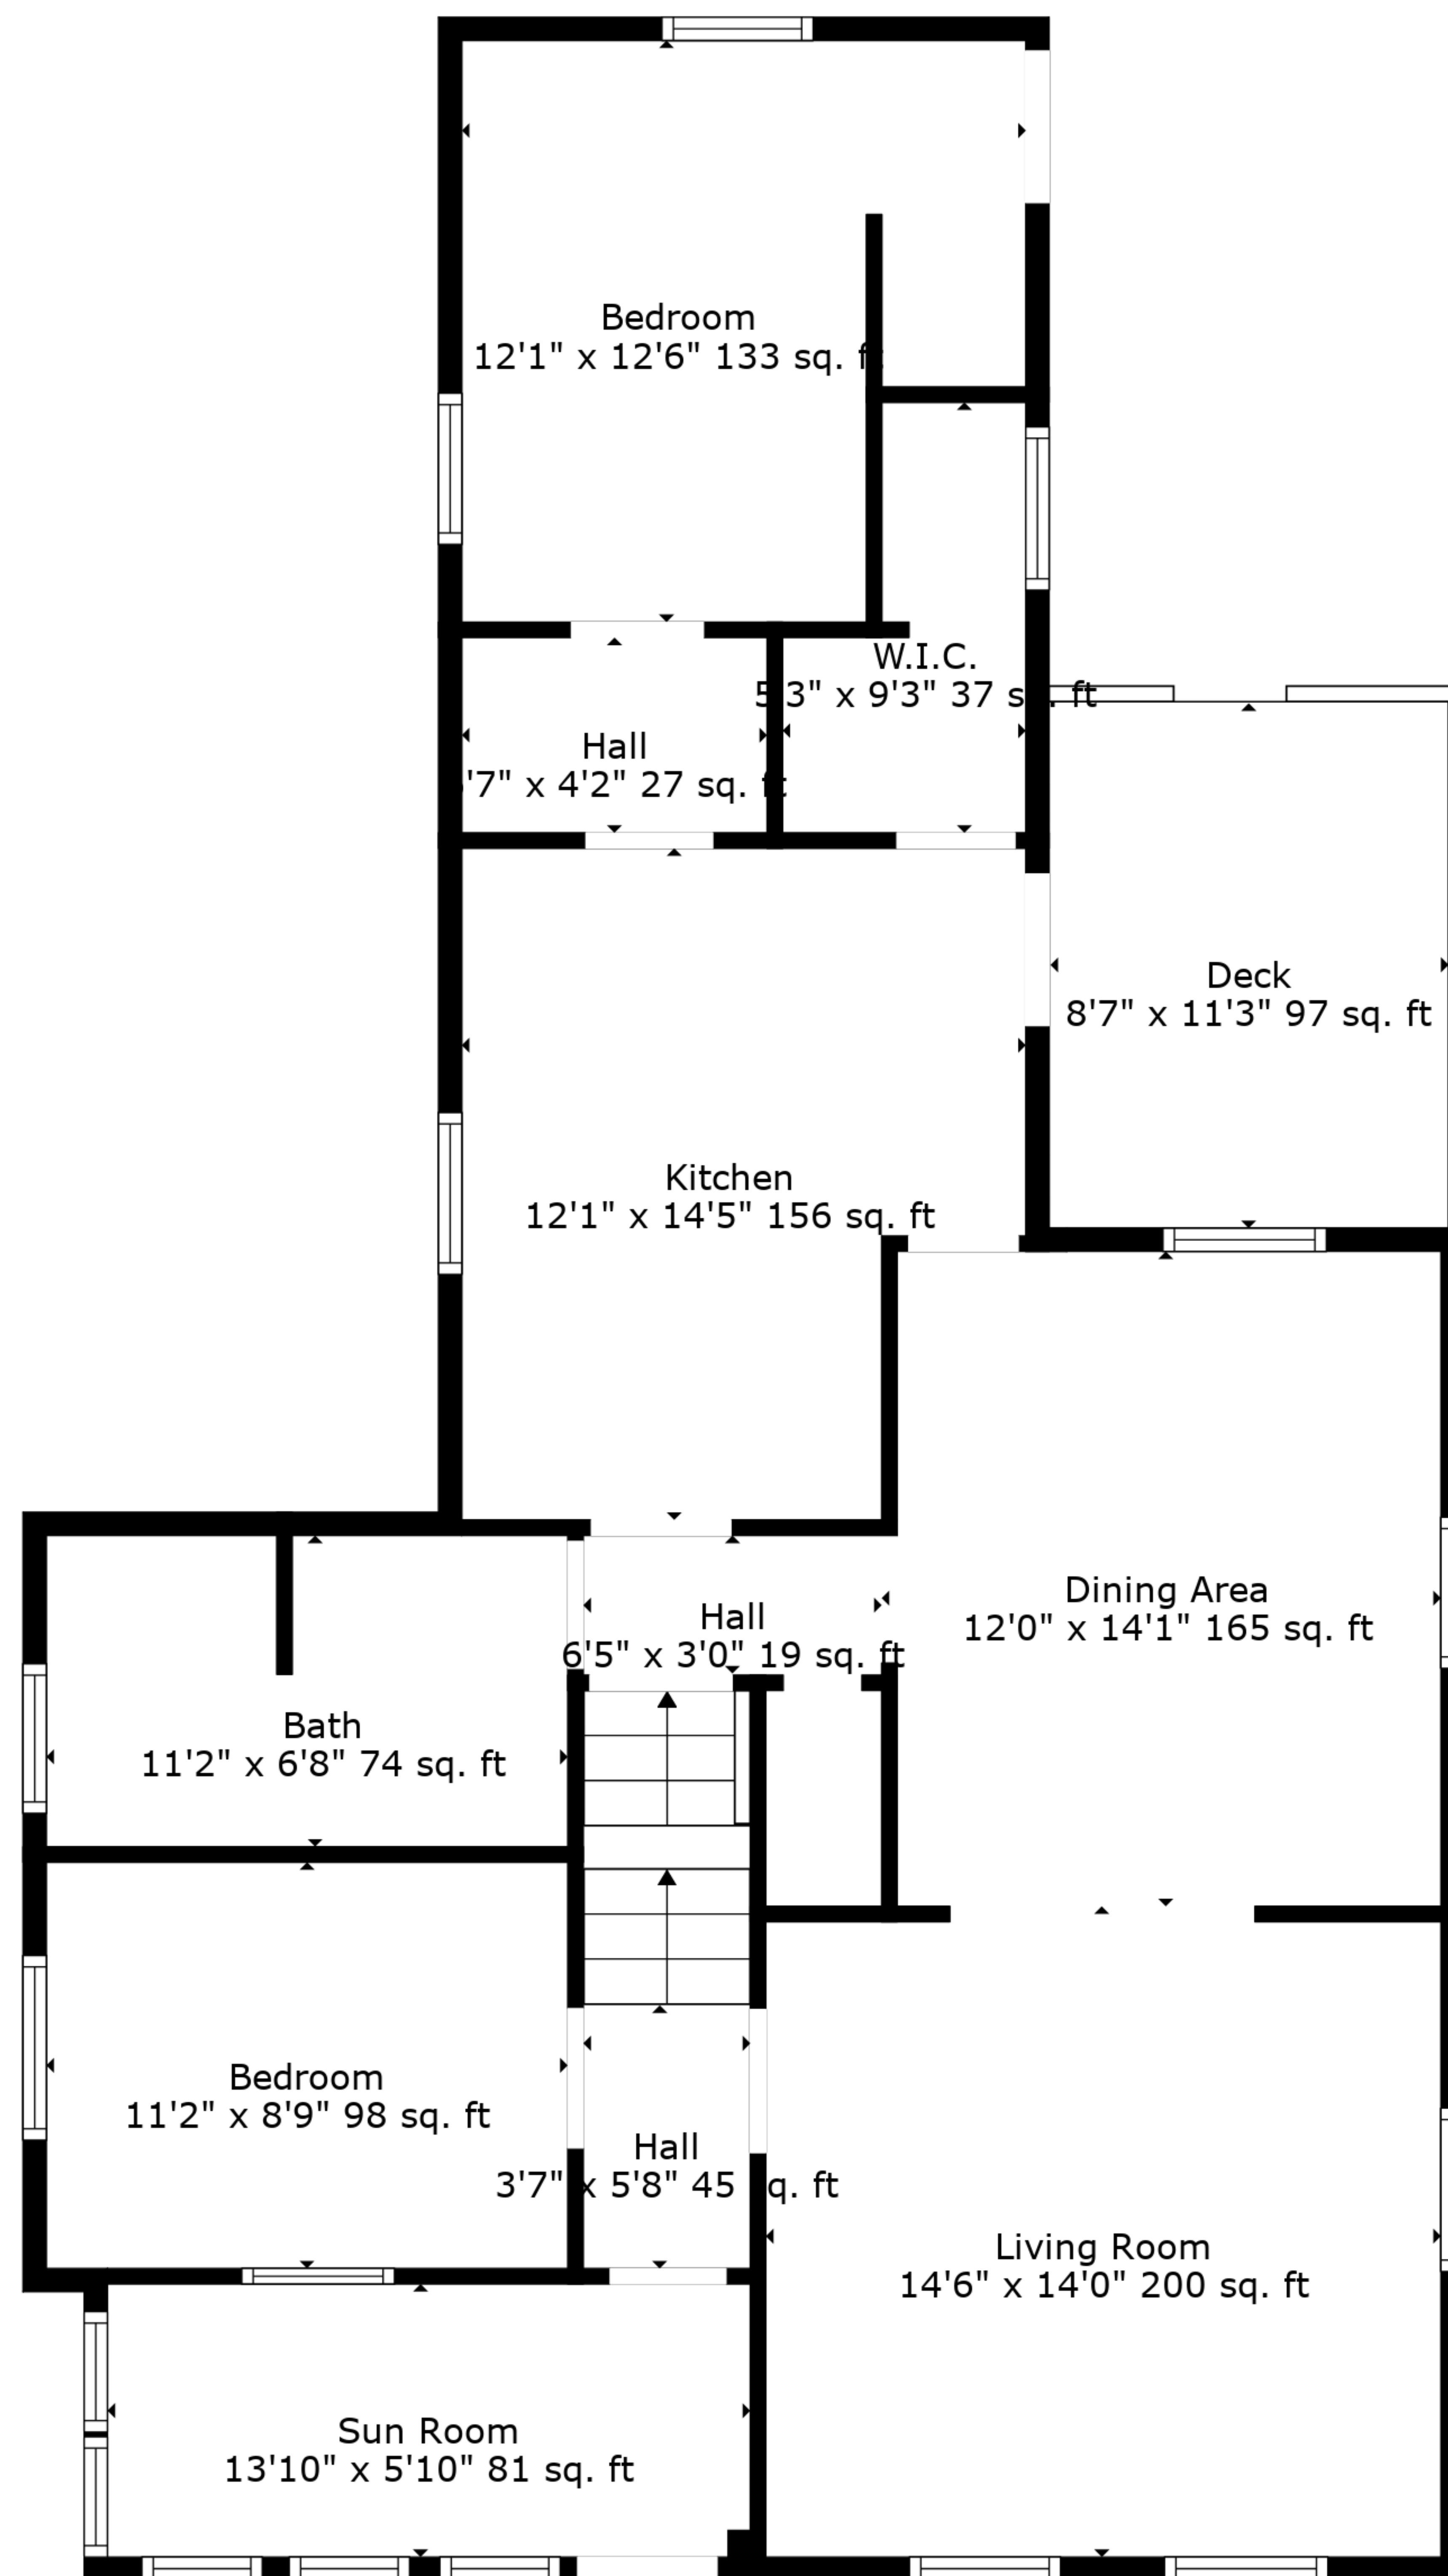 Bedroom
12'1" x 12'6" 133 sq. ft
W.I.C.
5'3" x 9'3" 37 sq. ft
Hall
'7" x 4'2" 27 sq. ft
Deck
8'7" x 11'3" 97 sq. ft
Kitchen
12'1" x 14'5" 156 sq. ft
Dining Area
12'0" x 14'1" 165 sq. ft
Hall
6'5" x 3'0" 19 sq. ft
Bath
11'2" x 6'8" 74 sq. ft
Bedroom
11'2" x 8'9" 98 sq. ft
Hall
3'7" x 5'8" 45 sq. ft
Living Room
14'6" x 14'0" 200 sq. ft
Sun Room
13'10" x 5'10" 81 sq. ft